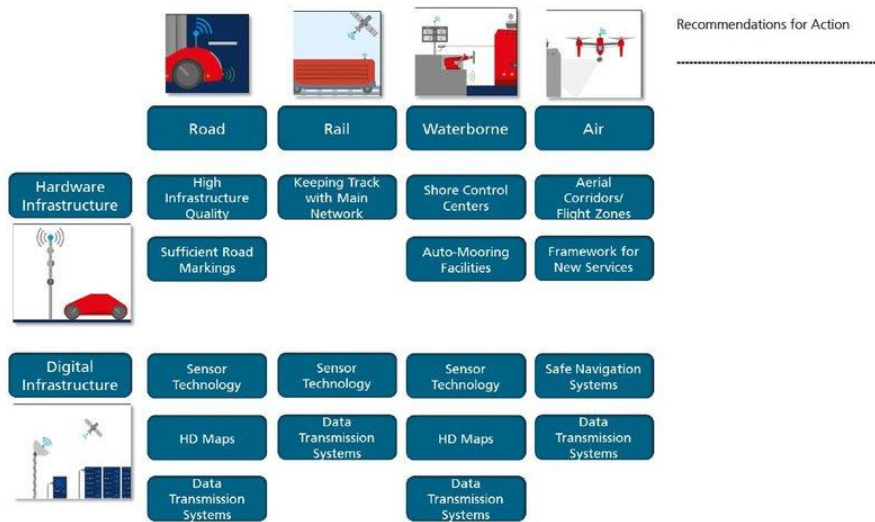 Recommendations for Action
Road
Rail
Waterborne
Air
Hardware
Infrastructure
High
Infrastructure
Quality
Keeping Track
with Main
Network
Shore Control
Centers
Aerial
Corridors/
Flight Zones
Sufficient Road
Markings
Auto-Mooring
Facilities
Framework for
New Services
Digital
Infrastructure
Sensor
Technology
Sensor
Technology
Sensor
Technology
Safe Navigation
Systems
HD Maps
Data
Transmission
Systems
HD Maps
Data
Transmission
Systems
Data
Transmission
Systems
Data
Transmission
Systems